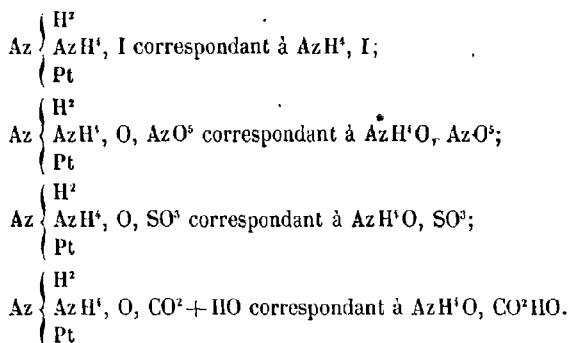 H²
Az { AzH⁴, I correspondant à AzH⁴, I;
Pt
H²
Az { AzH⁴, O, AzO⁵ correspondant à AzH⁴O, AzO⁵;
Pt
H²
Az { AzH⁴, O, SO³ correspondant à AzH⁴O, SO³;
Pt
H²
Az { AzH⁴, O, CO² + HO correspondant à AzH⁴O, CO²HO.
Pt